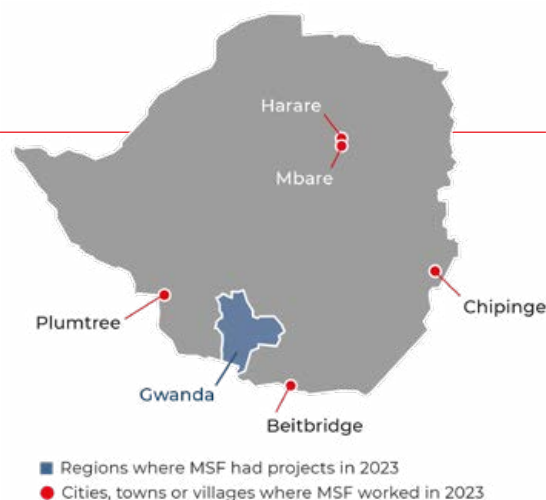 Harare
Mbare
Chipinge
Plumtree
Gwanda
Beitbridge
Regions where MSF had projects in 2023
Cities, towns or villages where MSF worked in 2023